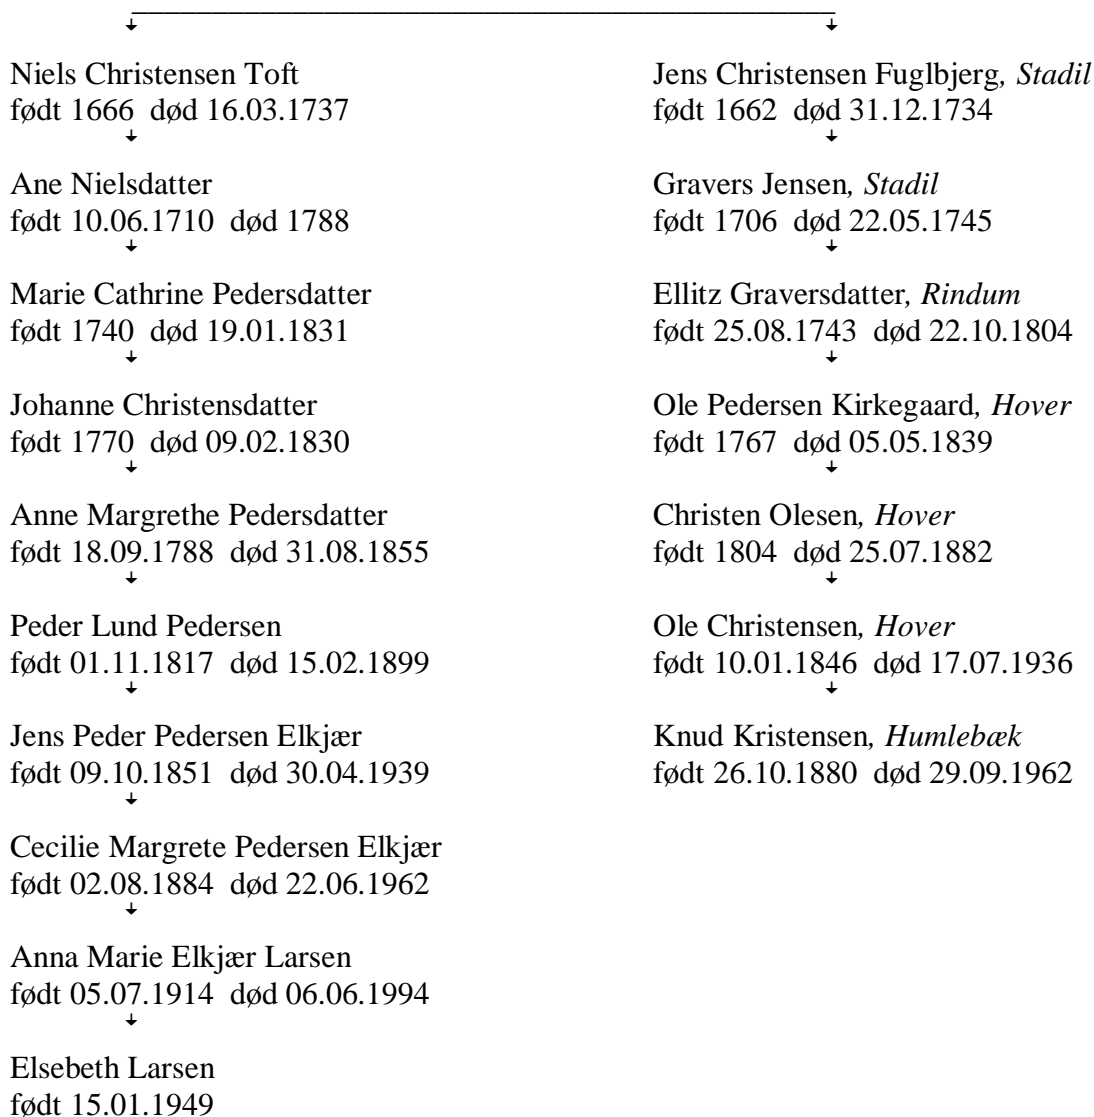 Niels Christensen Toft
født 1666 død 16.03.1737
Ane Nielsdatter
født 10.06.1710 død 1788
Marie Cathrine Pedersdatter
født 1740 død 19.01.1831
Johanne Christensdatter
født 1770 død 09.02.1830
Anne Margrethe Pedersdatter
født 18.09.1788 død 31.08.1855
Peder Lund Pedersen
født 01.11.1817 død 15.02.1899
Jens Peder Pedersen Elkjær
født 09.10.1851 død 30.04.1939
Cecilie Margrete Pedersen Elkjær
født 02.08.1884 død 22.06.1962
Anna Marie Elkjær Larsen
født 05.07.1914 død 06.06.1994
Elsebeth Larsen
født 15.01.1949
Jens Christensen Fuglbjerg, Stadil
født 1662 død 31.12.1734
Gravers Jensen, Stadil
født 1706 død 22.05.1745
Ellitz Graversdatter, Rindum
født 25.08.1743 død 22.10.1804
Ole Pedersen Kirkegaard, Hover
født 1767 død 05.05.1839
Christen Olesen, Hover
født 1804 død 25.07.1882
Ole Christensen, Hover
født 10.01.1846 død 17.07.1936
Knud Kristensen, Humlebæk
født 26.10.1880 død 29.09.1962